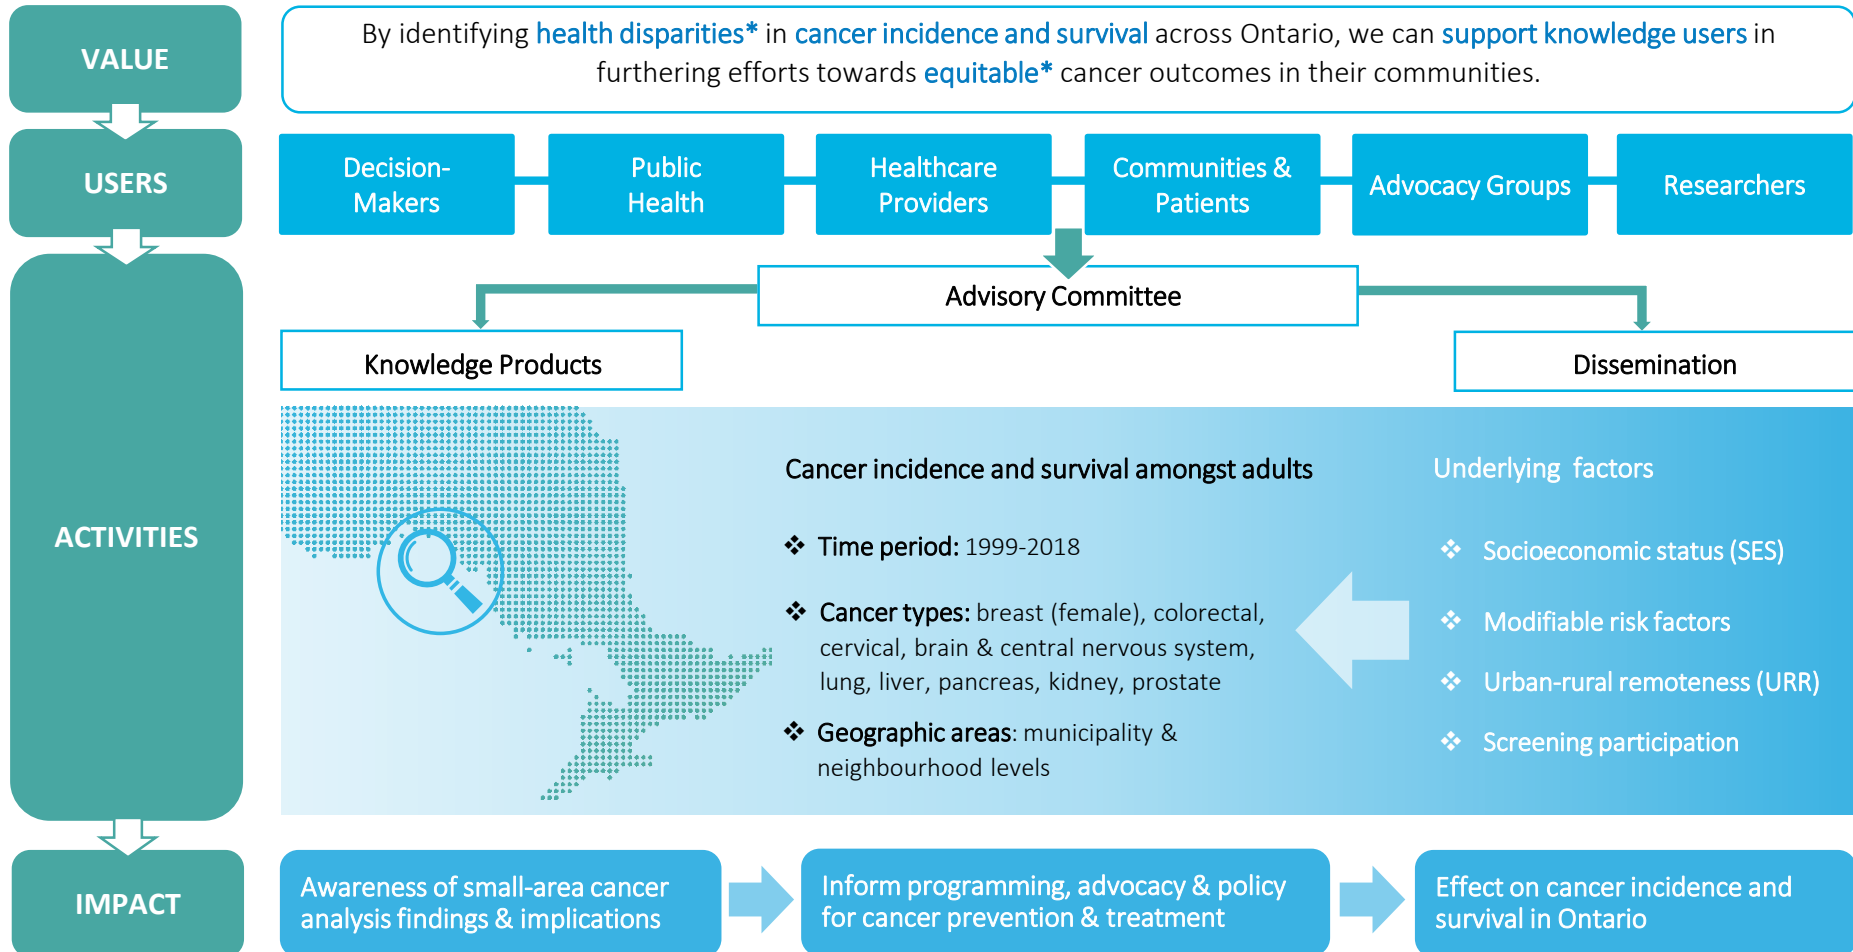 VALUE
By identifying health disparities* in cancer incidence and survival across Ontario, we can support knowledge users in
furthering efforts towards equitable* cancer outcomes in their communities.
USERS
Decision-
Makers
Public
Health
Healthcare
Providers
Communities &
Patients
Advocacy Groups
Researchers
Advisory Committee
Knowledge Products
Dissemination
ACTIVITIES
Cancer incidence and survival amongst adults
❖ Time period: 1999-2018
❖ Cancer types: breast (female), colorectal,
cervical, brain & central nervous system,
lung, liver, pancreas, kidney, prostate
❖ Geographic areas: municipality &
neighbourhood levels
Underlying factors
❖ Socioeconomic status (SES)
❖ Modifiable risk factors
❖ Urban-rural remoteness (URR)
❖ Screening participation
IMPACT
Awareness of small-area cancer
analysis findings & implications
Inform programming, advocacy & policy
for cancer prevention & treatment
Effect on cancer incidence and
survival in Ontario